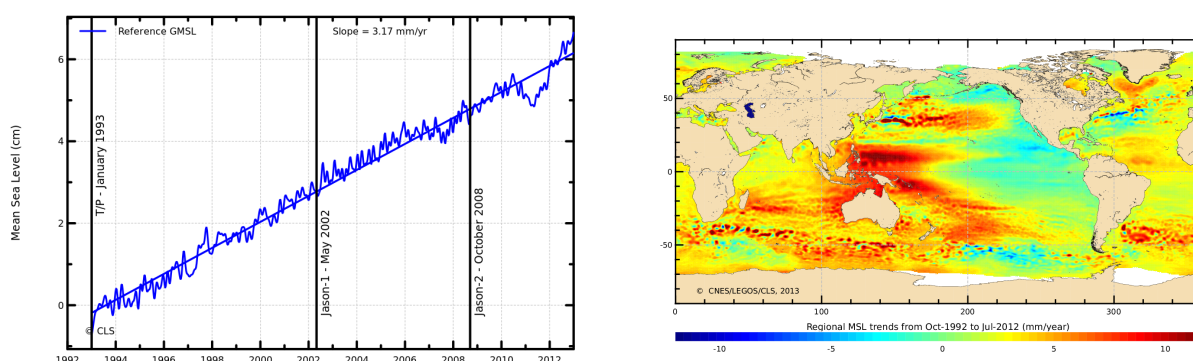 Reference GMSL
Slope = 3.17 mm/yr
Mean Sea Level (cm)
6
4
2
0
T/P - January 1993
Jason-1 - May 2002
Jason-2 - October 2008
© CLS
1992 1994 1996 1998 2000 2002 2004 2006 2008 2010 2012
50
0
-50
© CNES/LEGOS/CLS, 2013
0 100 200 300
Regional MSL trends from Oct-1992 to Jul-2012 (mm/year)
-10 -5 0 5 10